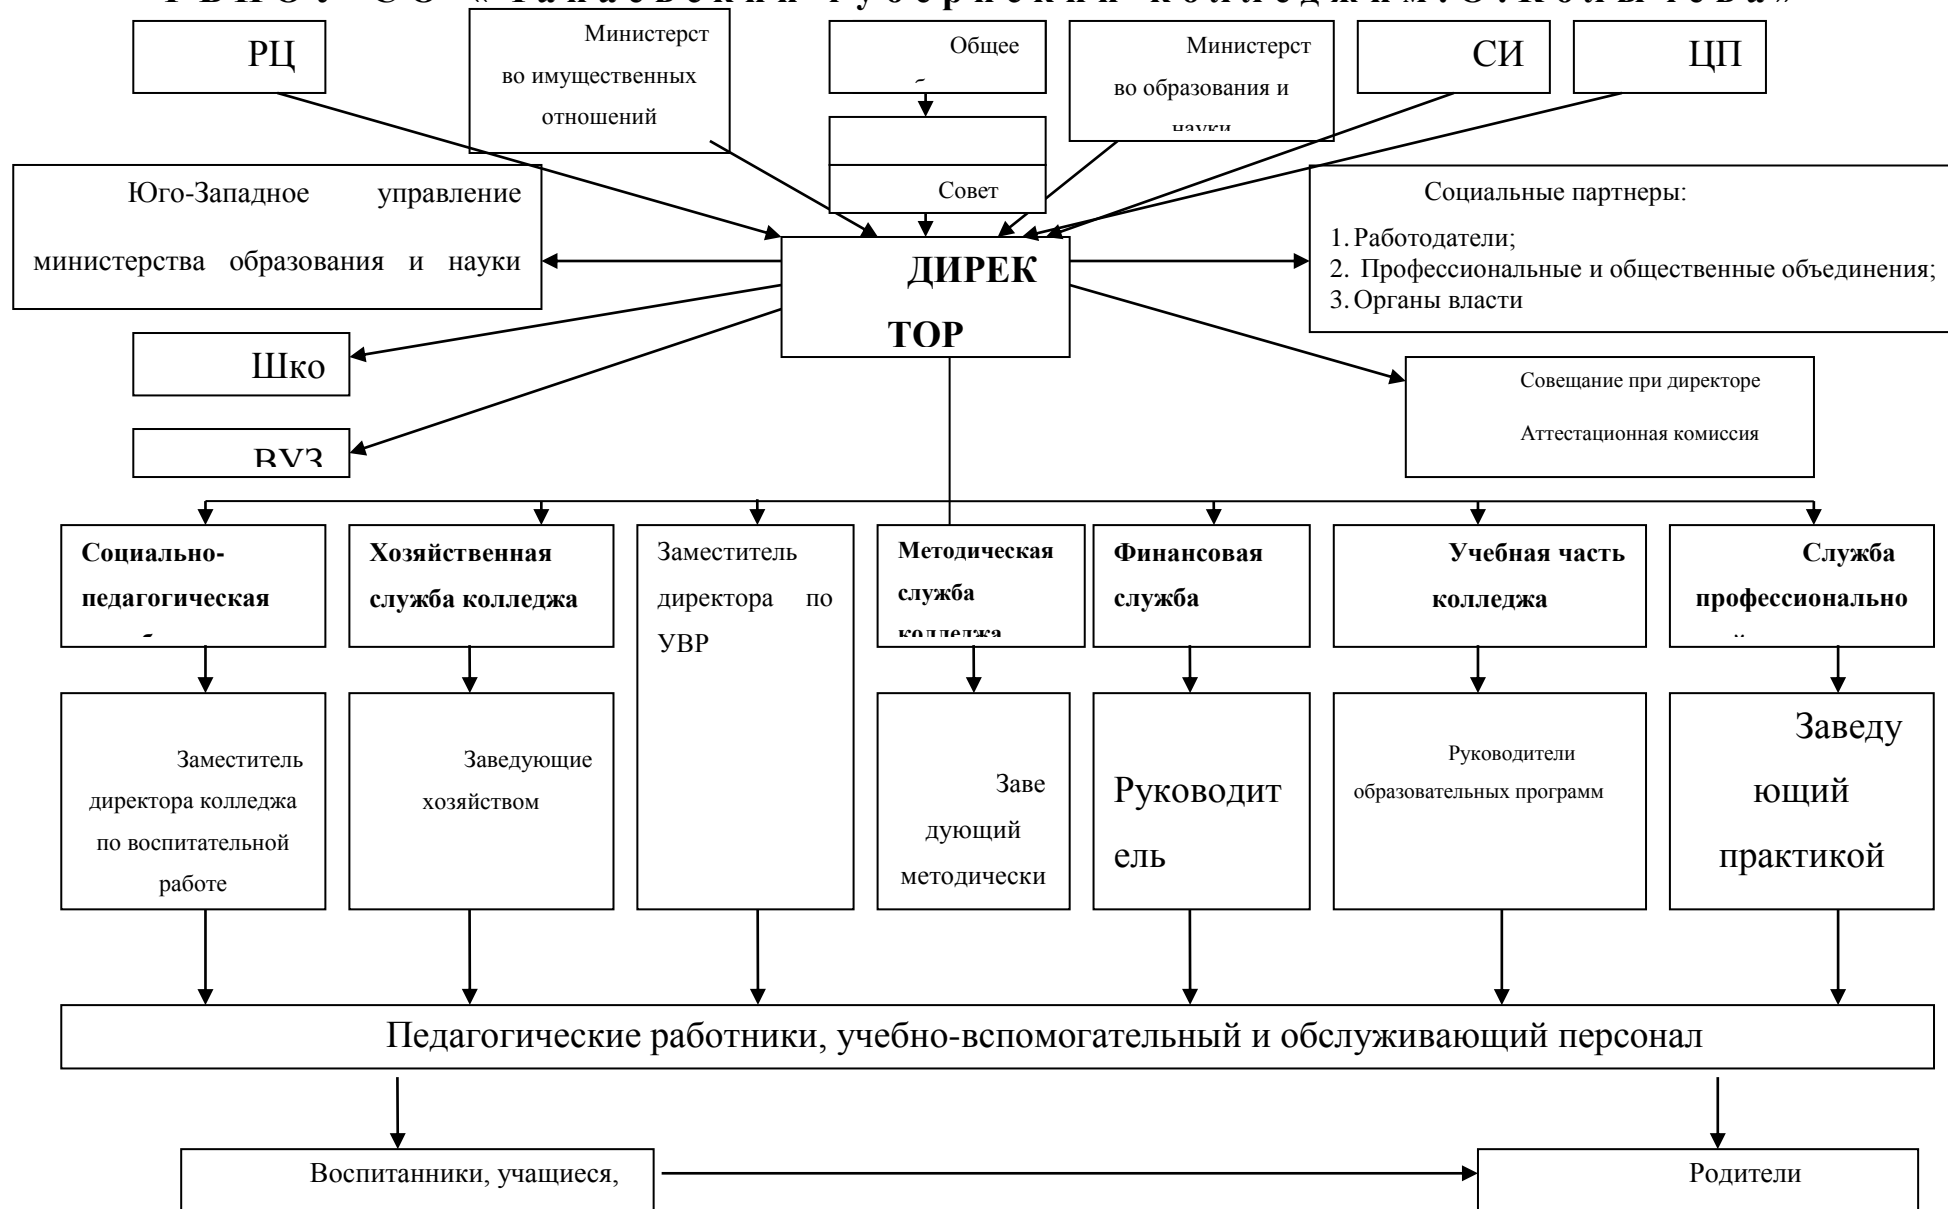 РЦ
Министерст
во имущественных
отношений
Общее
Министерст
во образования и
науки
СИ
ЦП
Совет
Юго-Западное управление
министерства образования и науки
ДИРЕК
ТОР
Социальные партнеры:
1. Работодатели;
2. Профессиональные и общественные объединения;
3. Органы власти
Шко
ВУЗ
Совещание при директоре
Аттестационная комиссия
Социально-
педагогическая
Хозяйственная
служба колледжа
Заместитель
директора по
УВР
Методическая
служба
колледжа
Финансовая
служба
Учебная часть
колледжа
Служба
профессионально
Заместитель
директора колледжа
по воспитательной
работе
Заведующие
хозяйством
Заве
дующий
методически
Руководит
ель
Руководители
образовательных программ
Заведу
ющий
практикой
Педагогические работники, учебно-вспомогательный и обслуживающий персонал
Воспитанники, учащиеся,
Родители